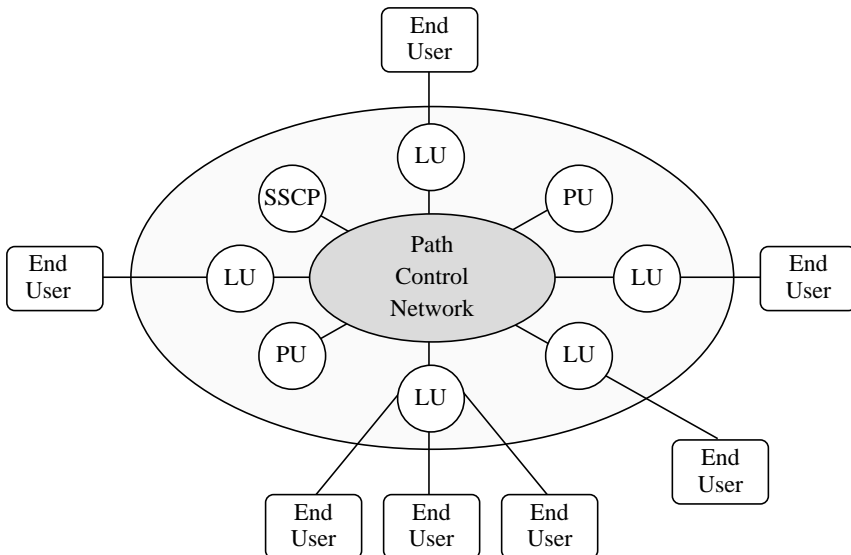 End
User
LU
SSCP
PU
Path
Control
Network
End
User
LU
LU
End
User
PU
LU
LU
End
User
End
User
End
User
End
User